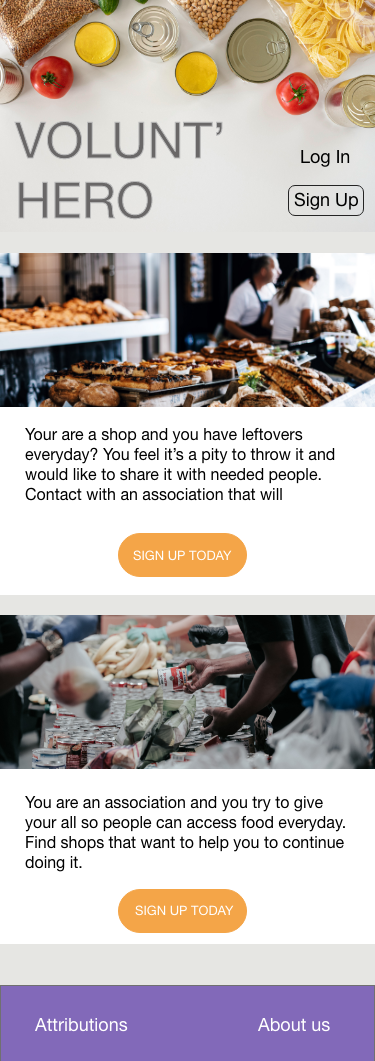 VOLUNT’
HERO
Log In
Sign Up
Your are a shop and you have leftovers
everyday? You feel it’s a pity to throw it and
would like to share it with needed people.
Contact with an association that will
SIGN UP TODAY
You are an association and you try to give
your all so people can access food everyday.
Find shops that want to help you to continue
doing it.
SIGN UP TODAY
Attributions
About us